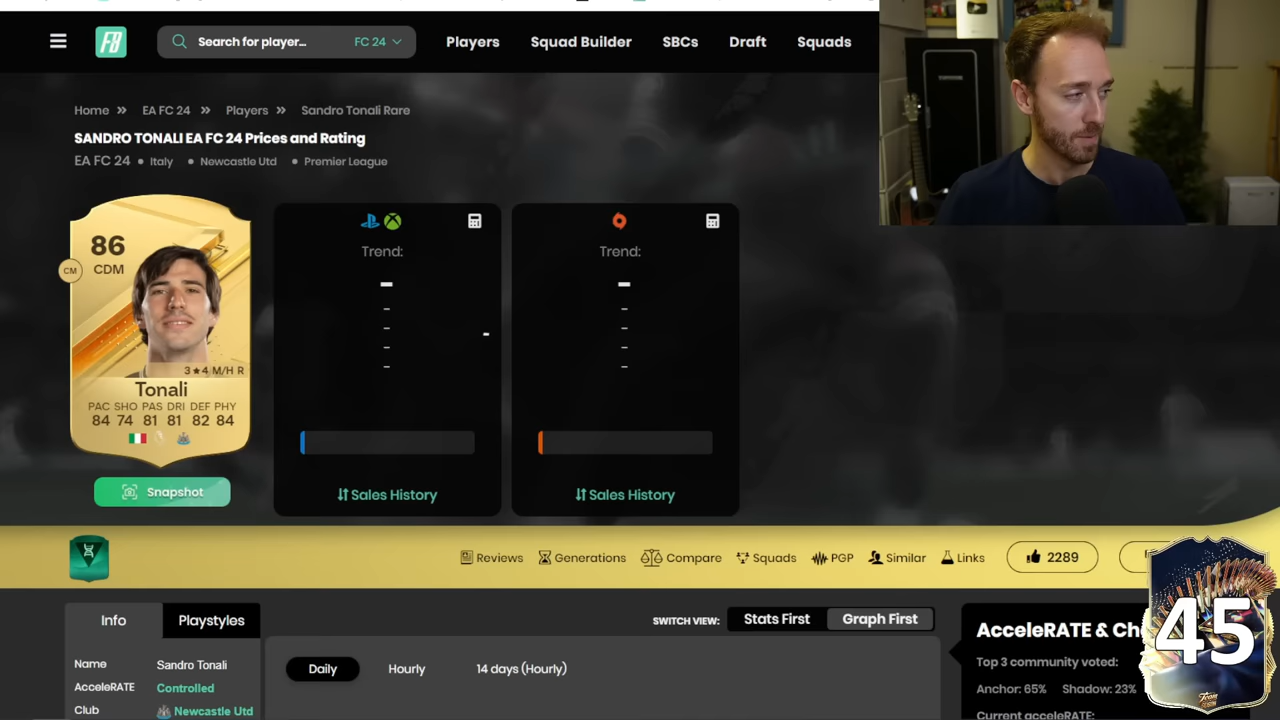 FB
Search for player...
FC 24
Players
Squad Builder
SBCs
Draft
Squads
Home » EA FC 24 » Players » Sandro Tonali Rare
SANDRO TONALI EA FC 24 Prices and Rating
EA FC 24 • Italy • Newcastle Utd • Premier League
86
CDM
CM
3★4 M/H R
Tonali
PAC SHO PAS DRI DEF PHY
84 74 81 81 82 84
Snapshot
Trend:
Sales History
Trend:
Sales History
Reviews
Generations
Compare
Squads
PGP
Similar
Links
2289
Info
Playstyles
Name Sandro Tonali
AcceleRATE Controlled
Club Newcastle Utd
SWITCH VIEW:
Stats First
Graph First
Daily
Hourly
14 days (Hourly)
AcceleRATE & Ch
Top 3 community voted:
Anchor: 65% Shadow: 23%
Current acceleRATE:
45